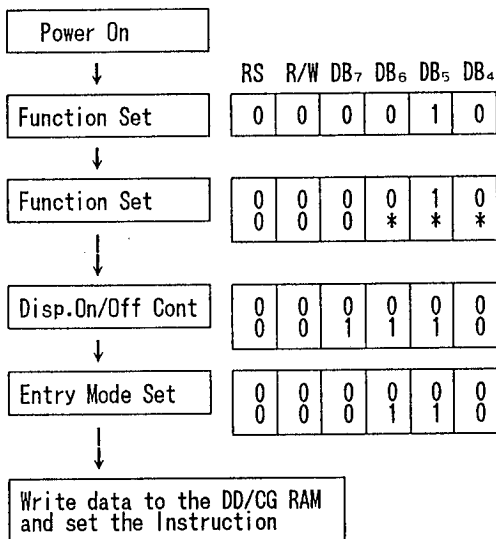 Power On
RS R/W DB₇ DB₆ DB₅ DB₄
Function Set 0 0 0 0 1 0
Function Set
0 0 0 0 1 0
0 0 0 * * *
Disp.On/Off Cont
0 0 0 0 0 0
0 0 1 1 1 0
Entry Mode Set
0 0 0 0 0 0
0 0 0 1 1 0
Write data to the DD/CG RAM
and set the Instruction